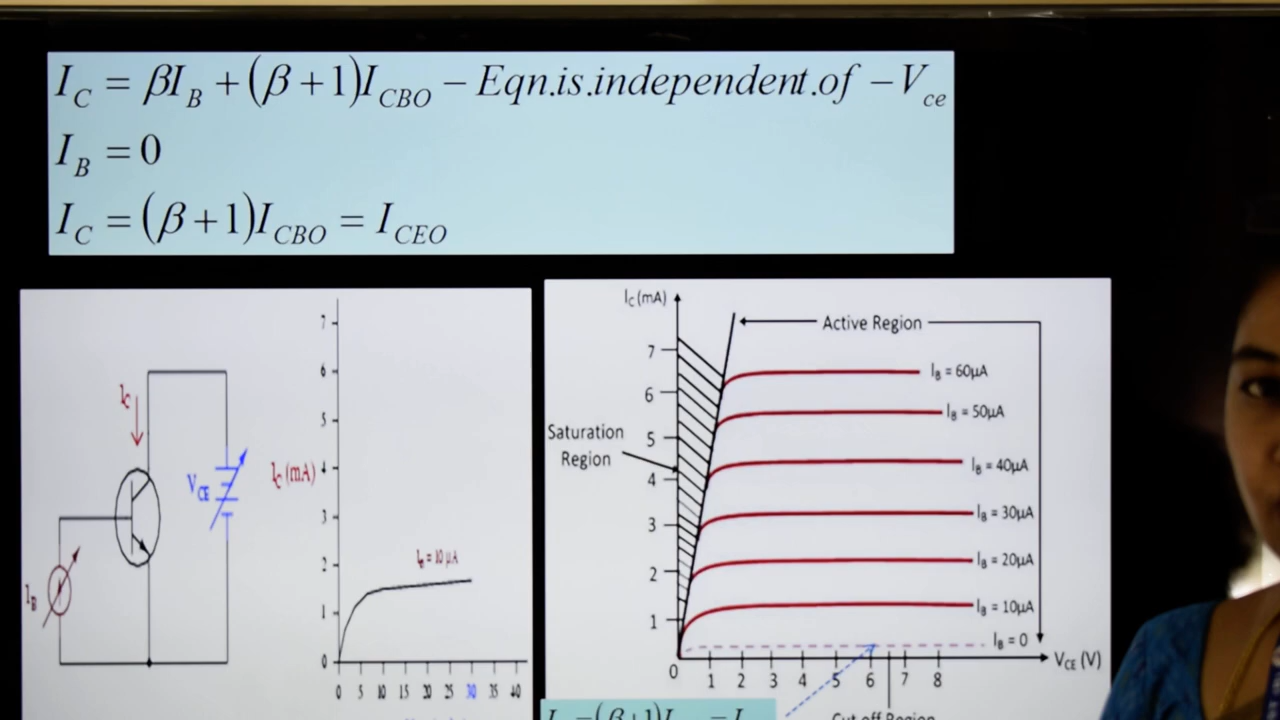 I_C = βI_B + (β+1)I_CBO − Eqn.is.independent.of − V_ce
I_B = 0
I_C = (β+1)I_CBO = I_CEO
I_C
V_CE
I_B
I_C (mA)
7
6
5
4
3
2
1
0
I_B = 10 μA
0 5 10 15 20 25 30 35 40
I_C (mA)
Active Region
7
6
5
4
3
2
1
0
Saturation
Region
I_B = 60μA
I_B = 50μA
I_B = 40μA
I_B = 30μA
I_B = 20μA
I_B = 10μA
I_B = 0
V_CE (V)
1 2 3 4 5 6 7 8
Cut off Region